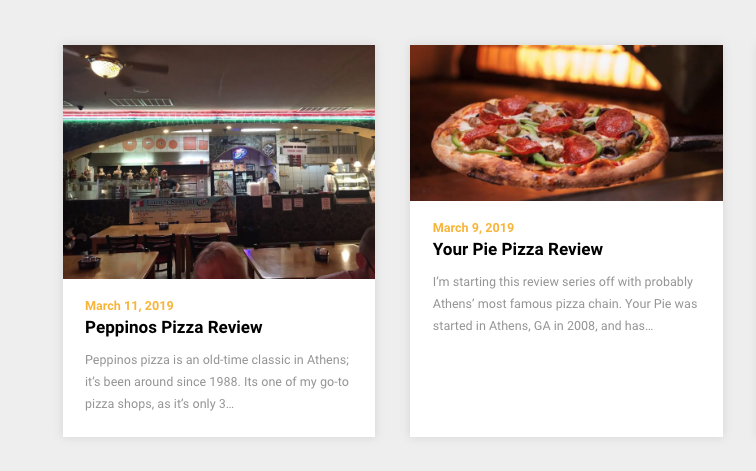 March 11, 2019
Peppinos Pizza Review
Peppinos pizza is an old-time classic in Athens;
it's been around since 1988. Its one of my go-to
pizza shops, as it's only 3...
March 9, 2019
Your Pie Pizza Review
I'm starting this review series off with probably
Athens' most famous pizza chain. Your Pie was
started in Athens, GA in 2008, and has...